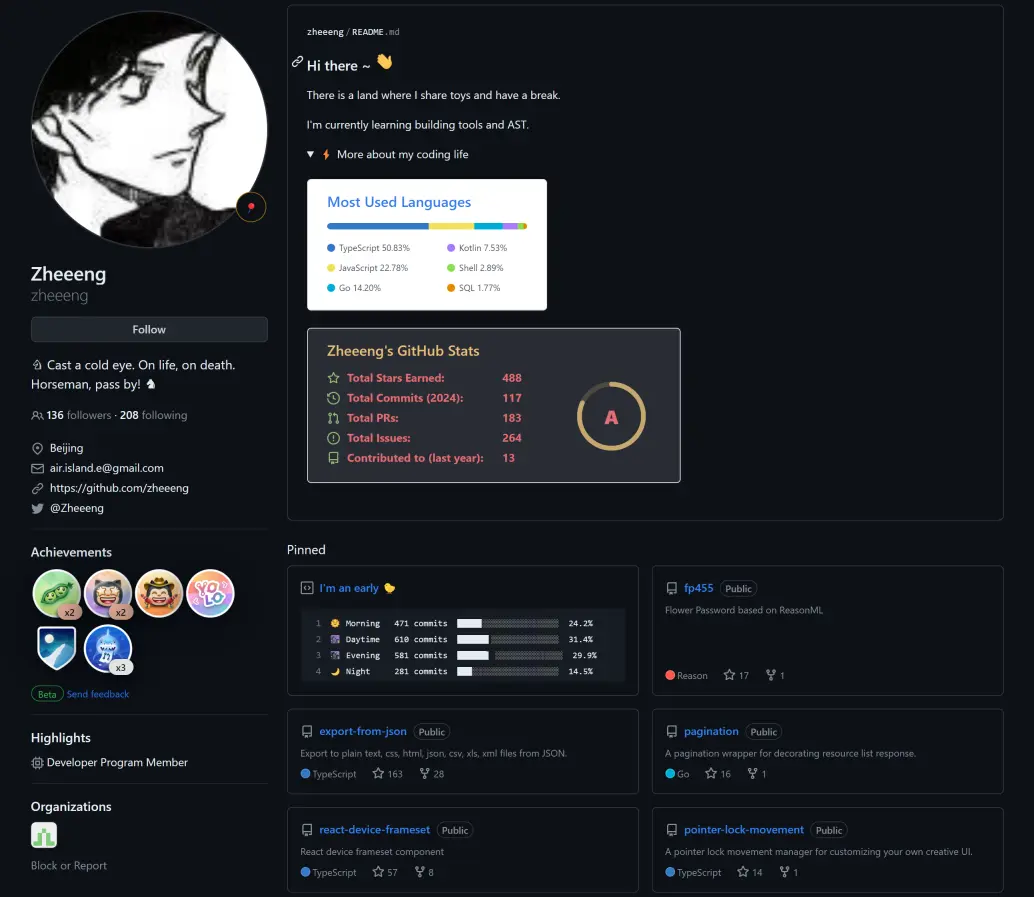 Zheeeng
zheeeng
Follow
Cast a cold eye. On life, on death.
Horseman, pass by!
136 followers · 208 following
Beijing
air.island.e@gmail.com
https://github.com/zheeeng
@Zheeeng
Achievements
x2
x2
YOLO
x3
Beta Send feedback
Highlights
Developer Program Member
Organizations
Block or Report
zheeeng/README.md
Hi there ~ 👋
There is a land where I share toys and have a break.
I'm currently learning building tools and AST.
▼ ⚡ More about my coding life
Most Used Languages
TypeScript 50.83%
JavaScript 22.78%
Go 14.20%
Kotlin 7.53%
Shell 2.89%
SQL 1.77%
Zheeeng's GitHub Stats
Total Stars Earned: 488
Total Commits (2024): 117
Total PRs: 183
Total Issues: 264
Contributed to (last year): 13
A
Pinned
I'm an early 🐤
1 🌞 Morning 471 commits 24.2%
2 🌆 Daytime 610 commits 31.4%
3 🌃 Evening 581 commits 29.9%
4 🌙 Night 281 commits 14.5%
fp455 Public
Flower Password based on ReasonML
Reason 17 1
export-from-json Public
Export to plain text, css, html, json, csv, xls, xml files from JSON.
TypeScript 163 28
pagination Public
A pagination wrapper for decorating resource list response.
Go 16 1
react-device-frameset Public
React device frameset component
TypeScript 57 8
pointer-lock-movement Public
A pointer lock movement manager for customizing your own creative UI.
TypeScript 14 1